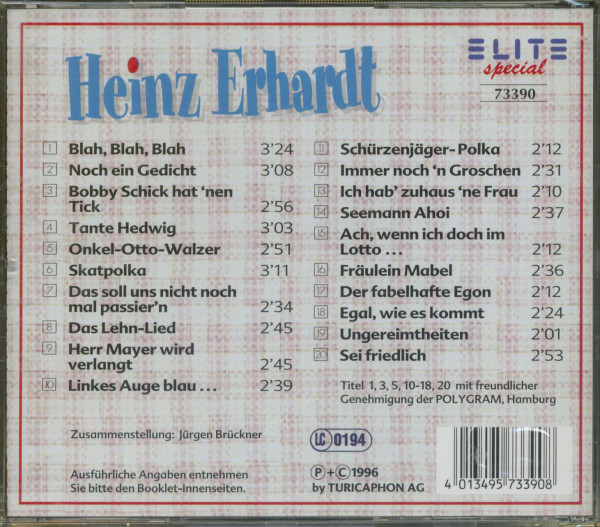 Heinz Erhardt
ELITE
special
73390
1 Blah, Blah, Blah 3'24
2 Noch ein Gedicht 3'08
3 Bobby Schick hat 'nen
Tick 2'56
4 Tante Hedwig 3'03
5 Onkel-Otto-Walzer 2'51
6 Skatpolka 3'11
7 Das soll uns nicht noch
mal passier'n 2'34
8 Das Lehn-Lied 2'45
9 Herr Mayer wird
verlangt 2'45
10 Linkes Auge blau ... 2'39
11 Schürzenjäger-Polka 2'12
12 Immer noch 'n Groschen 2'31
13 Ich hab' zuhaus 'ne Frau 2'10
14 Seemann Ahoi 2'37
15 Ach, wenn ich doch im
Lotto ... 2'12
16 Fräulein Mabel 2'36
17 Der fabelhafte Egon 2'12
18 Egal, wie es kommt 2'24
19 Ungereimtheiten 2'01
20 Sei friedlich 2'53
Titel 1, 3, 5, 10-18, 20 mit freundlicher
Genehmigung der POLYGRAM, Hamburg
Zusammenstellung: Jürgen Brückner
LC 0194
Ausführliche Angaben entnehmen
Sie bitte den Booklet-Innenseiten.
Ⓟ+Ⓒ 1996
by TURICAPHON AG
4 013495 733908